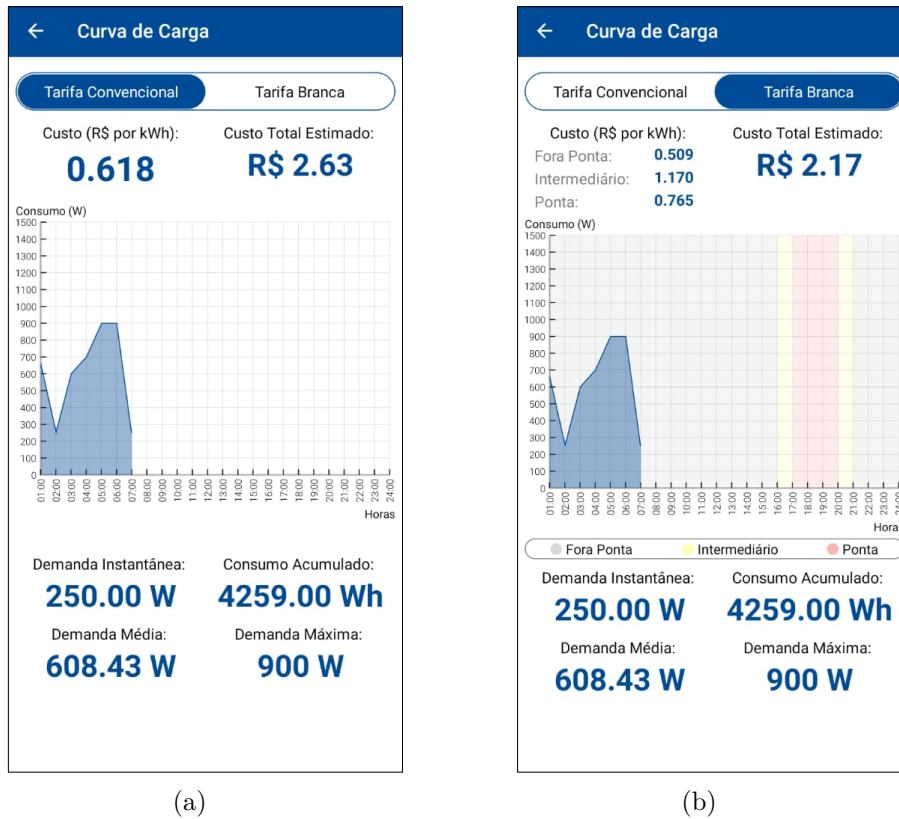 ← Curva de Carga
Tarifa Convencional Tarifa Branca
Custo (R$ por kWh): Custo Total Estimado:
0.618 R$ 2.63
Consumo (W)
1500
1400
1300
1200
1100
1000
900
800
700
600
500
400
300
200
100
0
01:00 02:00 03:00 04:00 05:00 06:00 07:00 08:00 09:00 10:00 11:00 12:00 13:00 14:00 15:00 16:00 17:00 18:00 19:00 20:00 21:00 22:00 23:00 24:00
Horas
Demanda Instantânea: Consumo Acumulado:
250.00 W 4259.00 Wh
Demanda Média: Demanda Máxima:
608.43 W 900 W
(a)
← Curva de Carga
Tarifa Convencional Tarifa Branca
Custo (R$ por kWh): Custo Total Estimado:
Fora Ponta: 0.509
R$ 2.17
Intermediário: 1.170
Ponta: 0.765
Consumo (W)
1500
1400
1300
1200
1100
1000
900
800
700
600
500
400
300
200
100
0
01:00 02:00 03:00 04:00 05:00 06:00 07:00 08:00 09:00 10:00 11:00 12:00 13:00 14:00 15:00 16:00 17:00 18:00 19:00 20:00 21:00 22:00 23:00 24:00
Hora
Fora Ponta Intermediário Ponta
Demanda Instantânea: Consumo Acumulado:
250.00 W 4259.00 Wh
Demanda Média: Demanda Máxima:
608.43 W 900 W
(b)